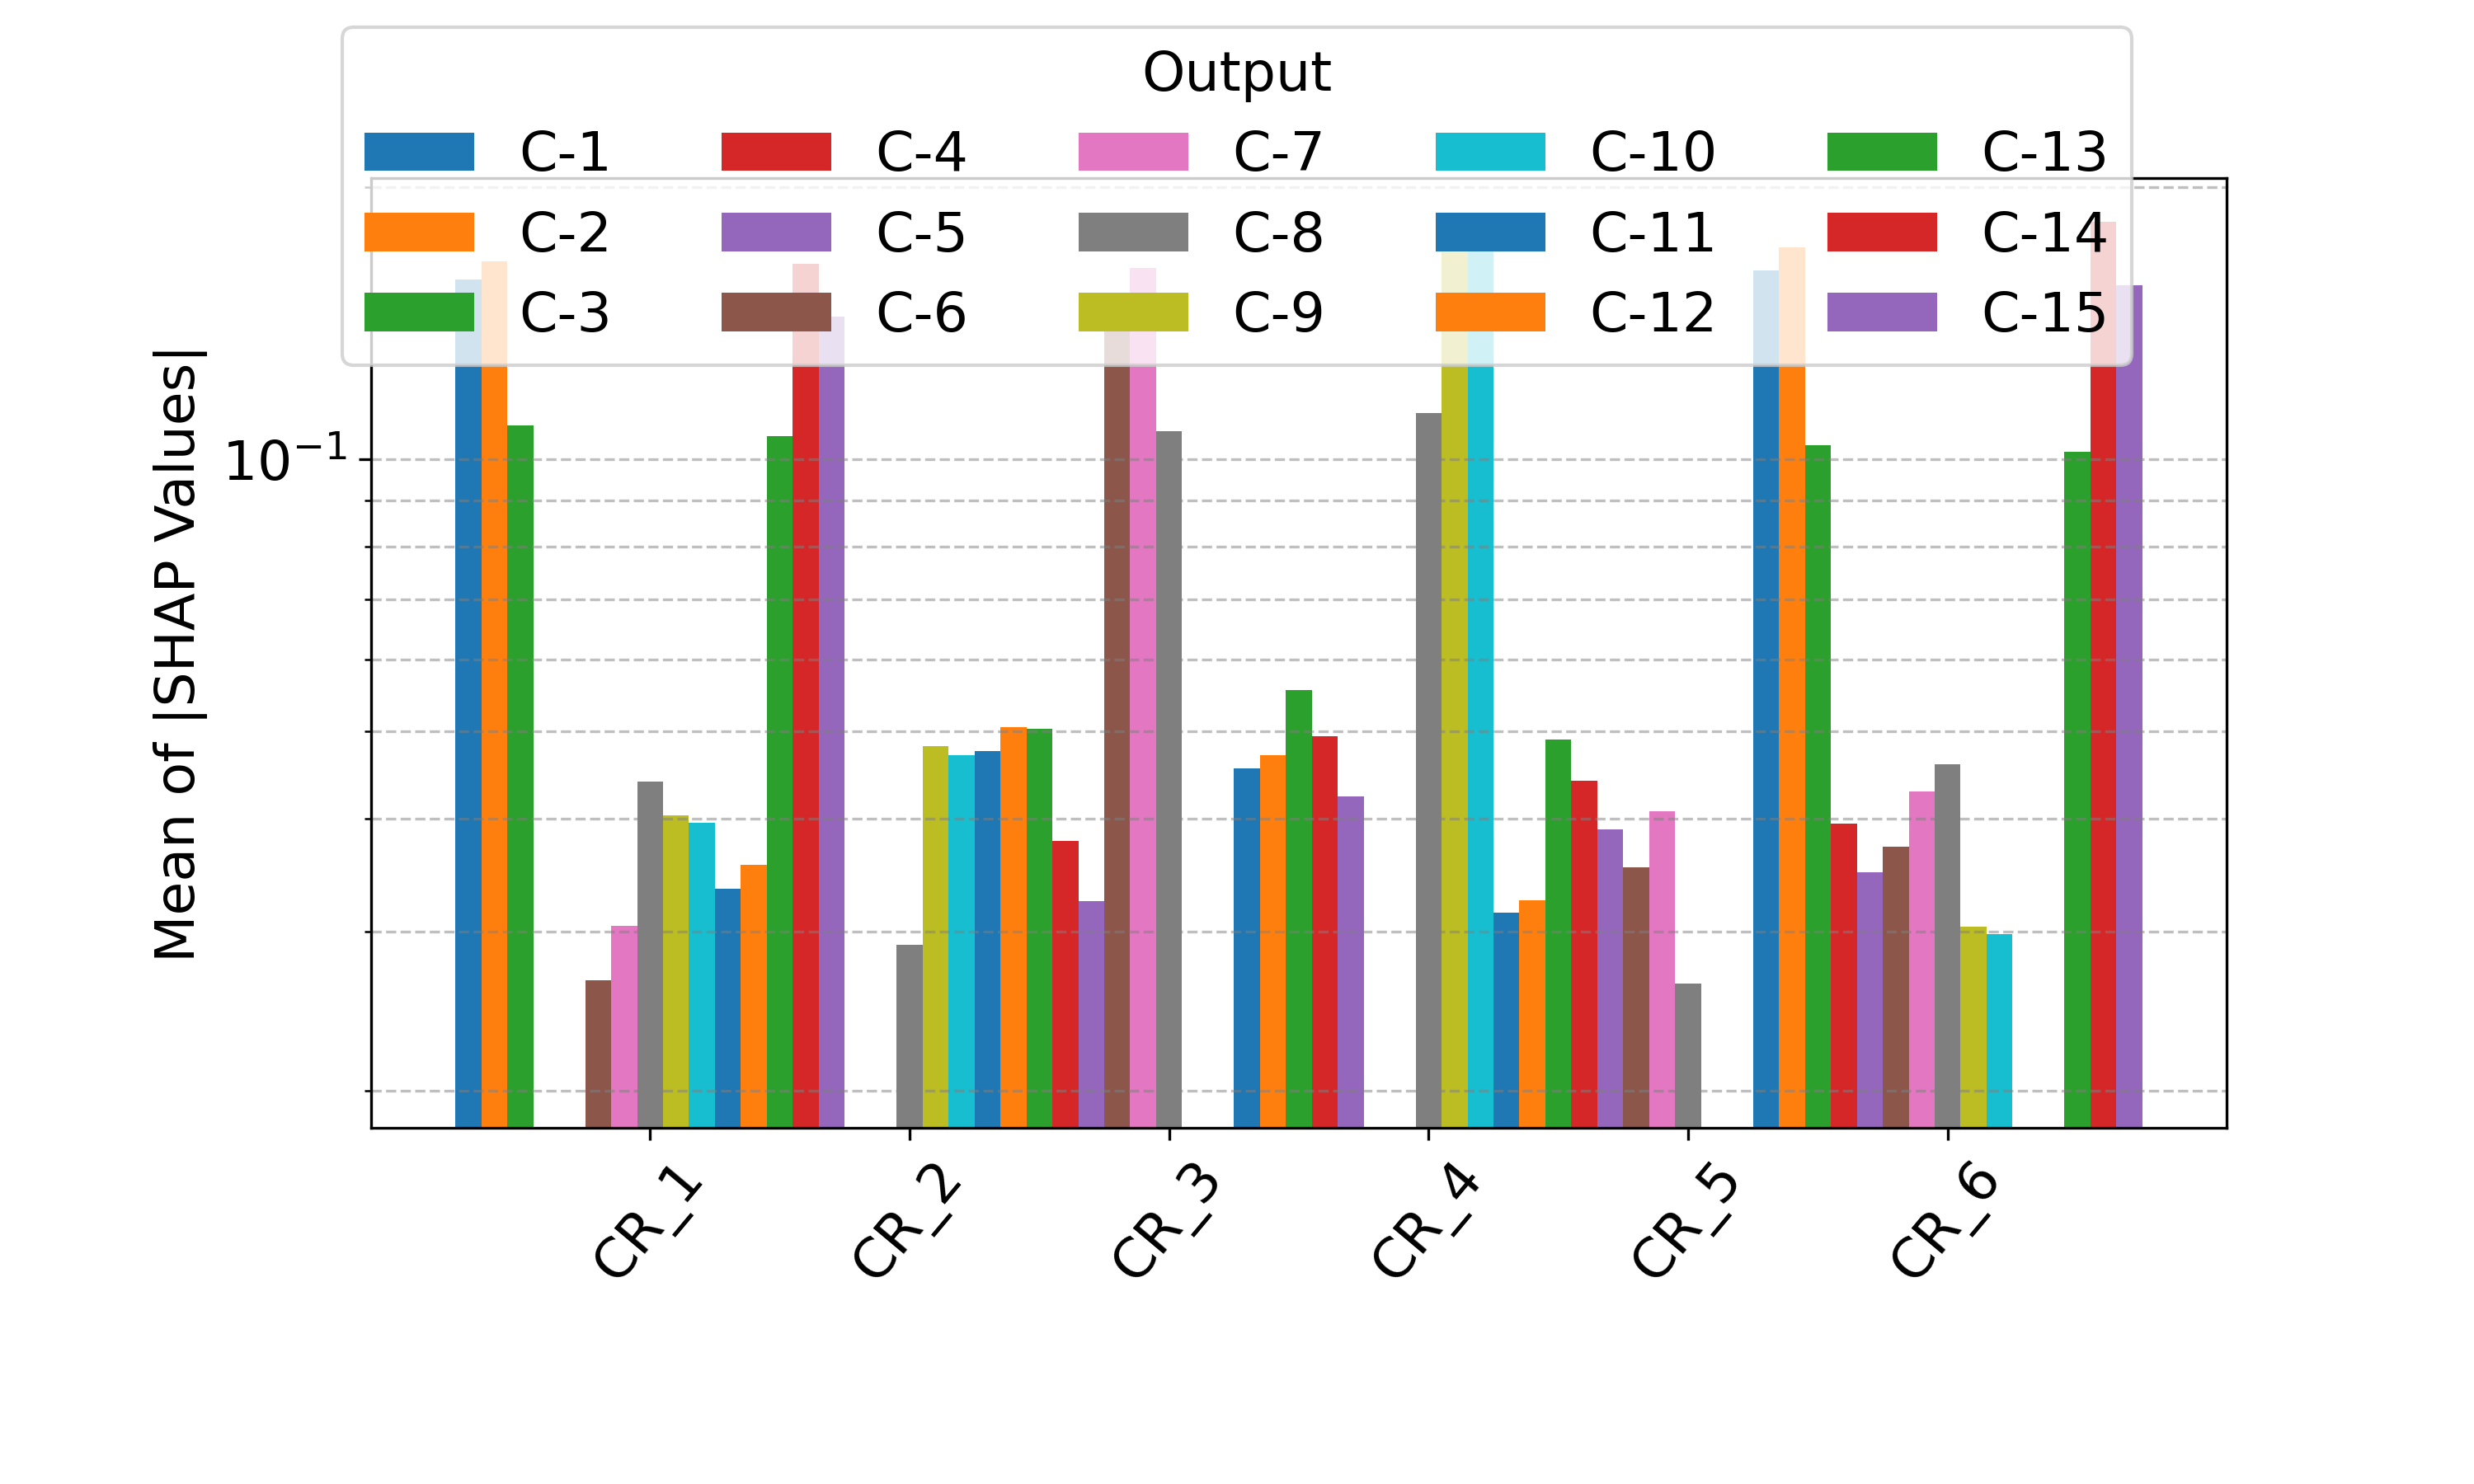 Output
C-1 C-4 C-7 C-10 C-13
C-2 C-5 C-8 C-11 C-14
C-3 C-6 C-9 C-12 C-15
Mean of |SHAP Values|
10⁻¹
CR_1 CR_2 CR_3 CR_4 CR_5 CR_6